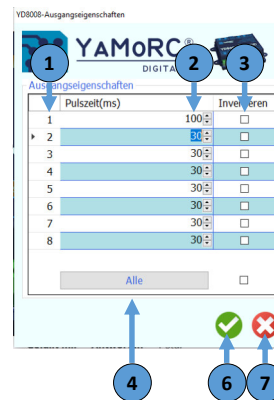 YD8008-Ausgangseigenschaften
YAMORC®
DIGITA
1 2 3
Ausgangseigenschaften
Pulszeit(ms) Invertieren
1 100
2 30
3 30
4 30
5 30
6 30
7 30
8 30
Alle
4 6 7